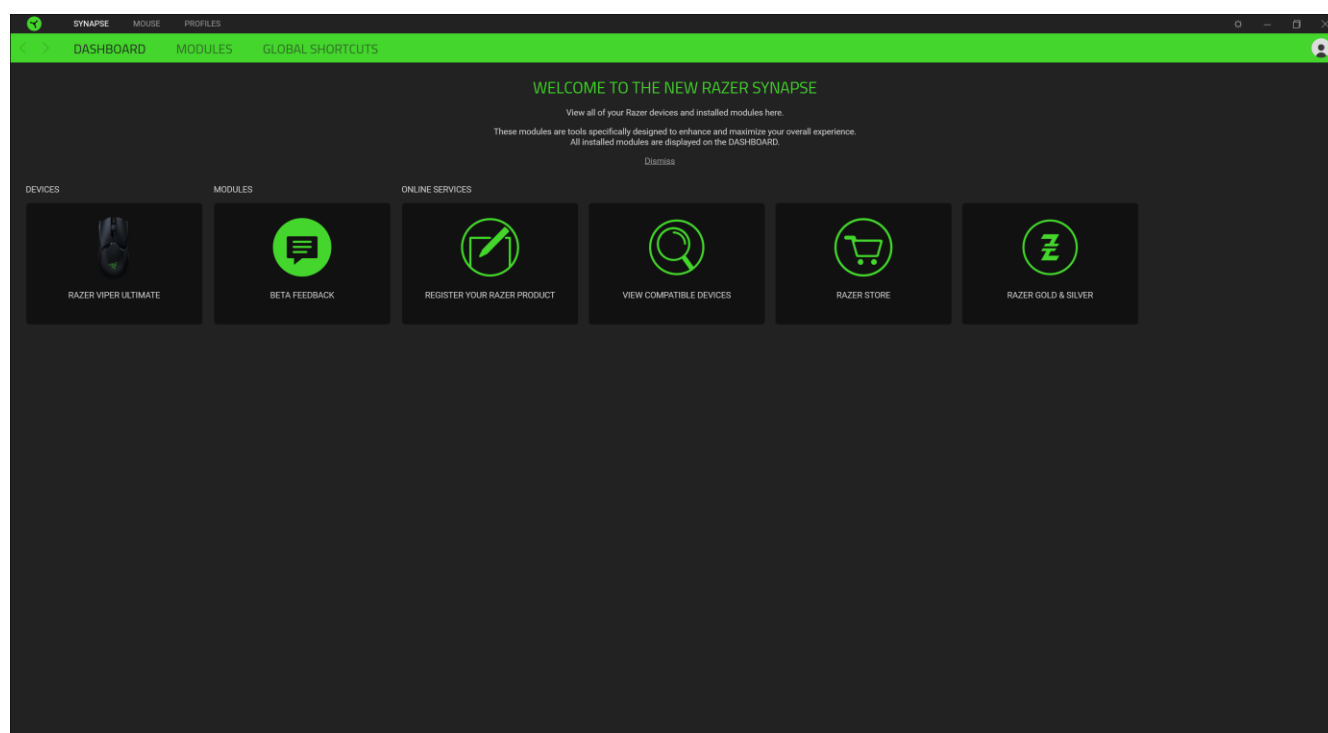 SYNAPSE MOUSE PROFILES
DASHBOARD MODULES GLOBAL SHORTCUTS
WELCOME TO THE NEW RAZER SYNAPSE
View all of your Razer devices and installed modules here.
These modules are tools specifically designed to enhance and maximize your overall experience.
All installed modules are displayed on the DASHBOARD.
Dismiss
DEVICES MODULES ONLINE SERVICES
RAZER VIPER ULTIMATE BETA FEEDBACK REGISTER YOUR RAZER PRODUCT VIEW COMPATIBLE DEVICES RAZER STORE RAZER GOLD & SILVER